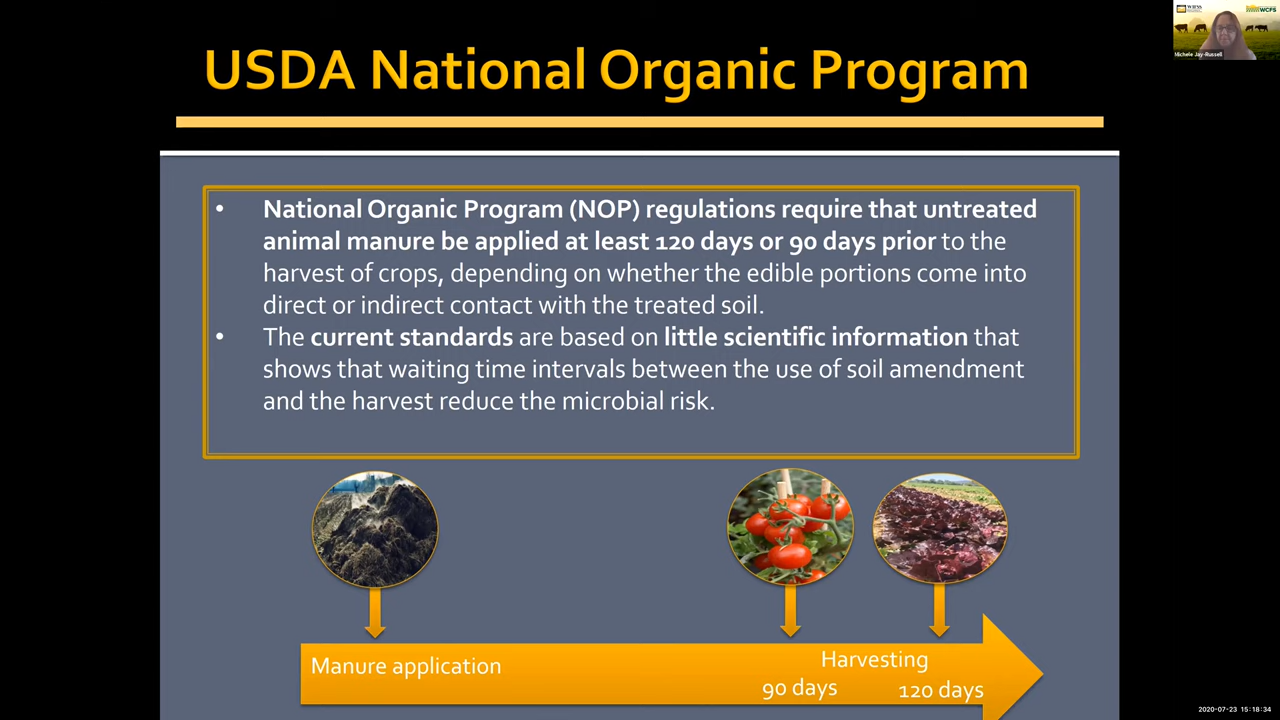 WIFSS
WCFS
Michele Jay-Russell
USDA National Organic Program
• National Organic Program (NOP) regulations require that untreated
animal manure be applied at least 120 days or 90 days prior to the
harvest of crops, depending on whether the edible portions come into
direct or indirect contact with the treated soil.
• The current standards are based on little scientific information that
shows that waiting time intervals between the use of soil amendment
and the harvest reduce the microbial risk.
Manure application
Harvesting
90 days
120 days
2020-07-23 15:18:34